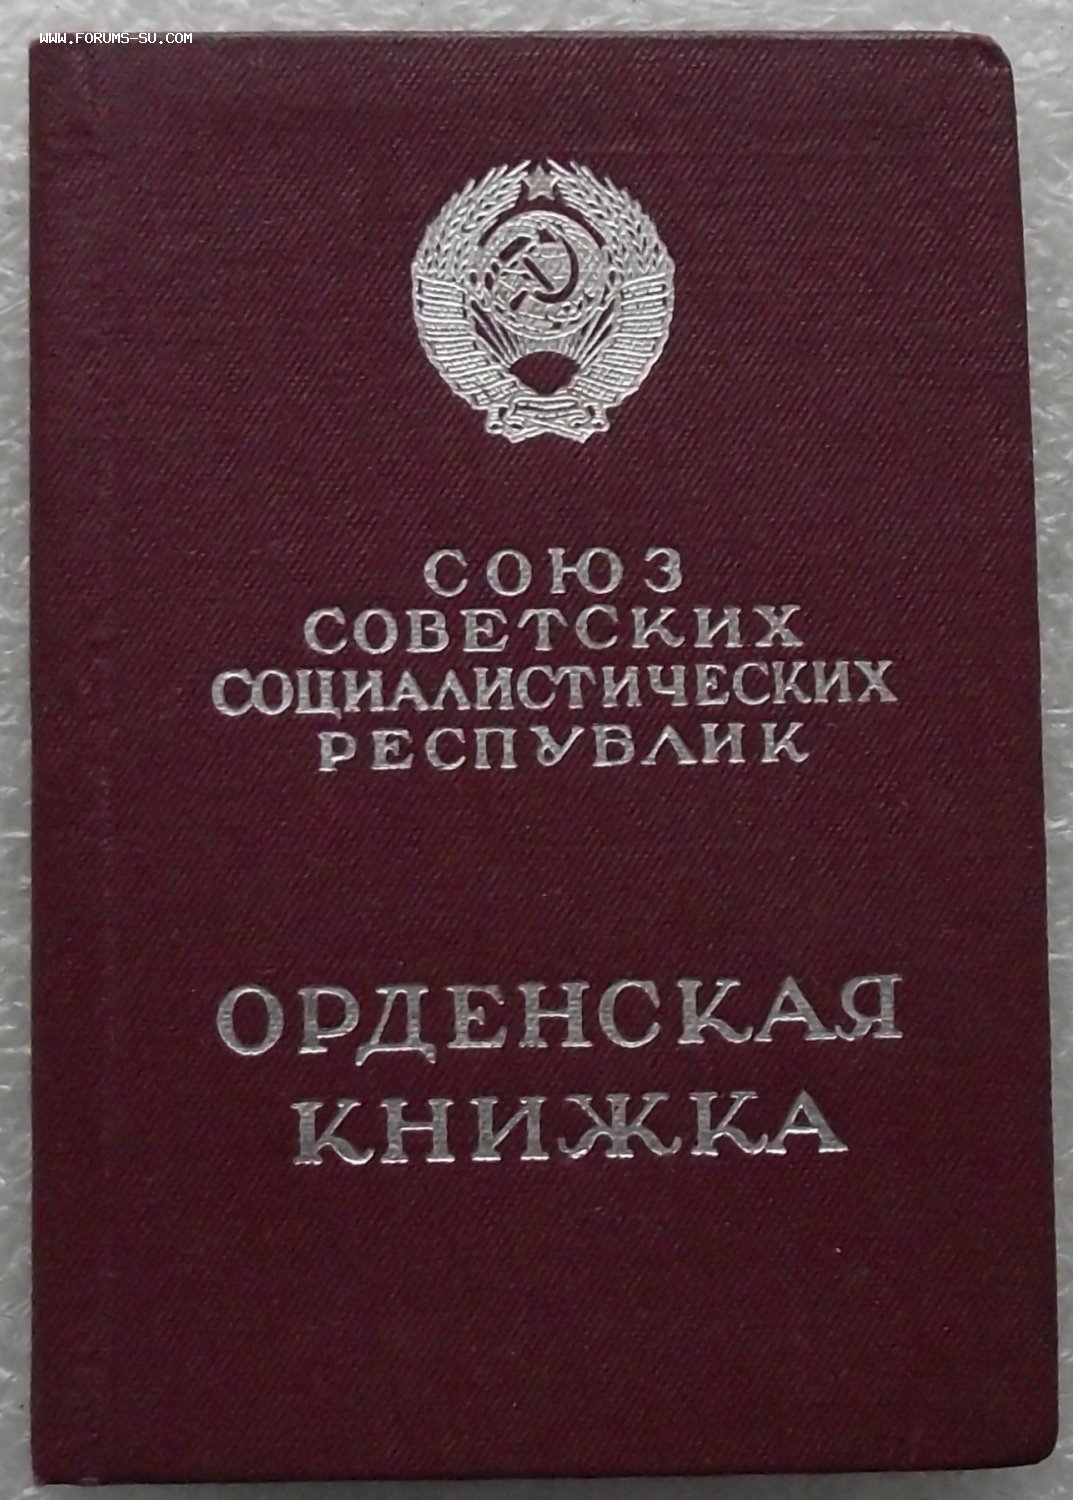 WWW.FORUMS-SU.COM
СОЮЗ
СОВЕТСКИХ
СОЦИАЛИСТИЧЕСКИХ
РЕСПУБЛИК
ОРДЕНСКАЯ
КНИЖКА